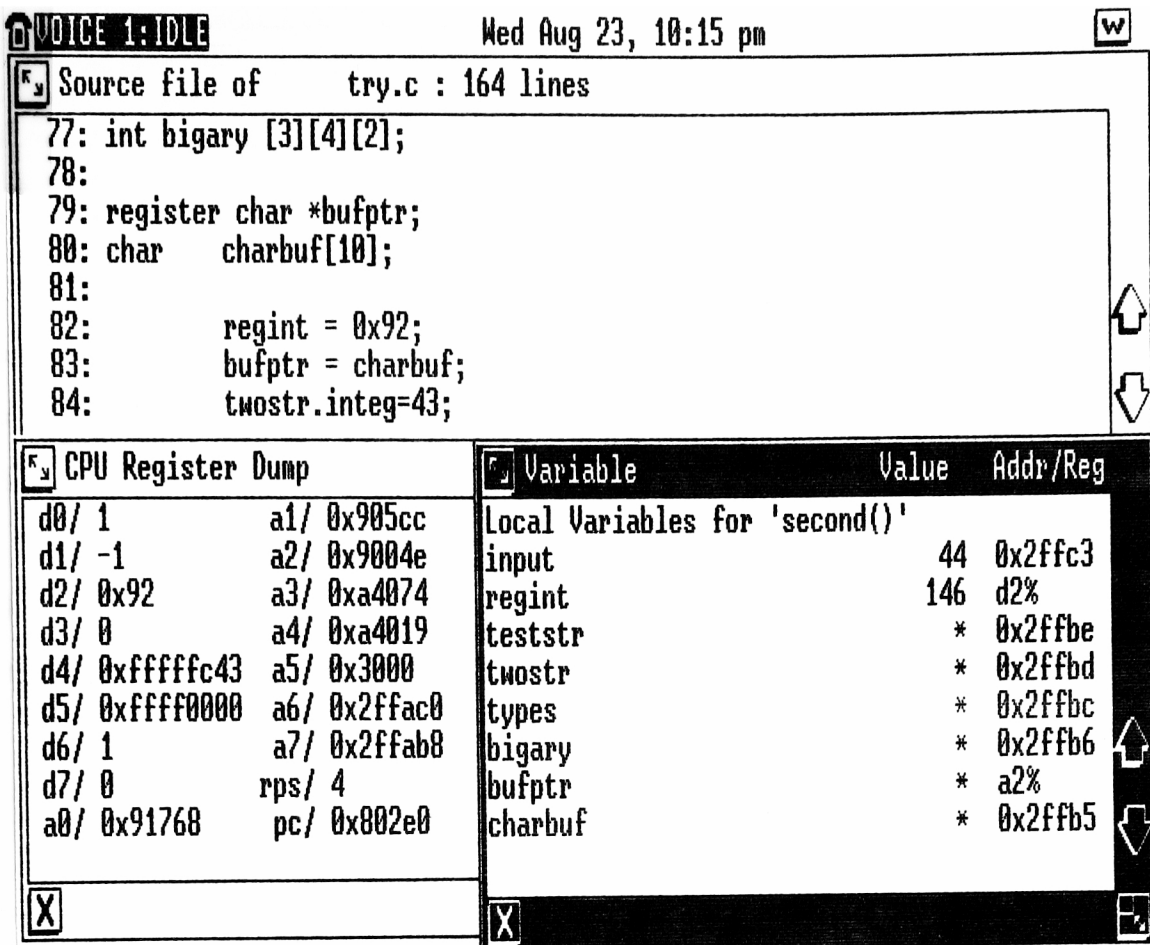 VOICE 1:IDLE Wed Aug 23, 10:15 pm W
Source file of try.c : 164 lines
77: int bigary [3][4][2];
78:
79: register char *bufptr;
80: char charbuf[10];
81:
82: regint = 0x92;
83: bufptr = charbuf;
84: twostr.integ=43;
CPU Register Dump
d0/ 1 a1/ 0x905cc
d1/ -1 a2/ 0x9004e
d2/ 0x92 a3/ 0xa4074
d3/ 0 a4/ 0xa4019
d4/ 0xfffffc43 a5/ 0x3000
d5/ 0xffff0000 a6/ 0x2ffac0
d6/ 1 a7/ 0x2ffab8
d7/ 0 rps/ 4
a0/ 0x91768 pc/ 0x802e0
X
Variable Value Addr/Reg
Local Variables for 'second()'
input 44 0x2ffc3
regint 146 d2%
teststr * 0x2ffbe
twostr * 0x2ffbd
types * 0x2ffbc
bigary * 0x2ffb6
bufptr * a2%
charbuf * 0x2ffb5
X